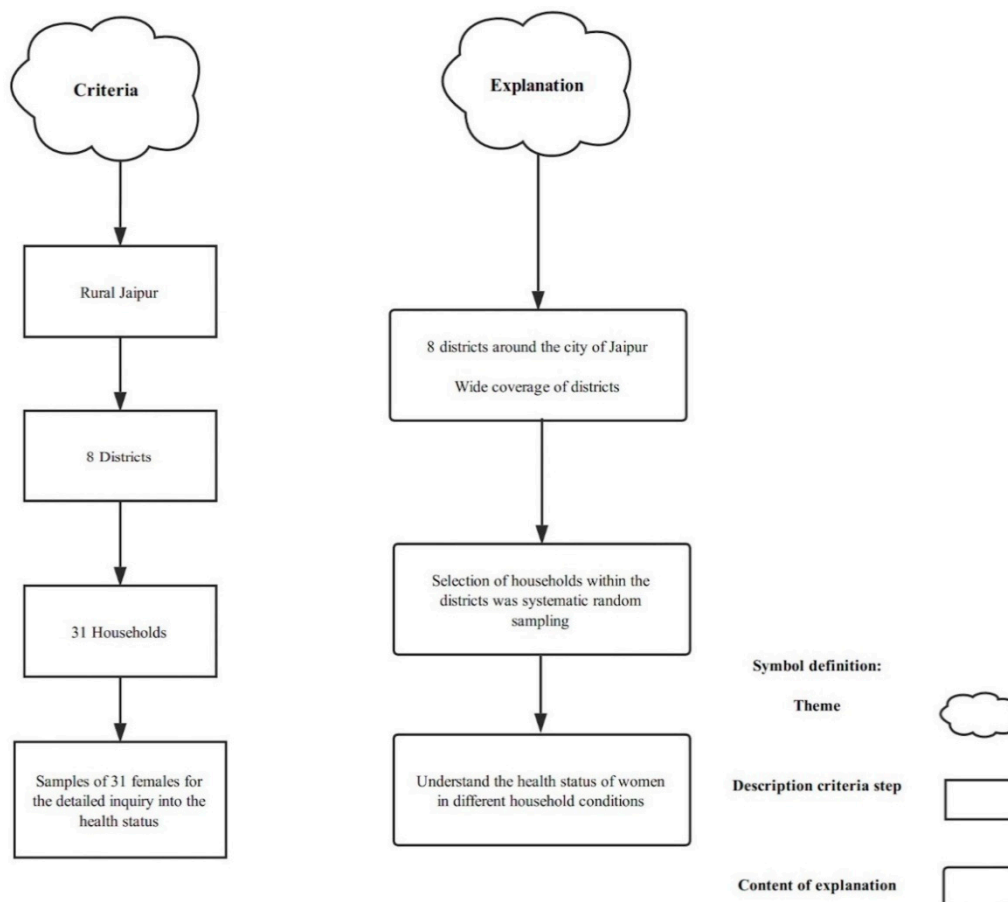 Criteria
Rural Jaipur
8 Districts
31 Households
Samples of 31 females for
the detailed inquiry into the
health status
Explanation
8 districts around the city of Jaipur
Wide coverage of districts
Selection of households within the
districts was systematic random
sampling
Understand the health status of women
in different household conditions
Symbol definition:
Theme
Description criteria step
Content of explanation